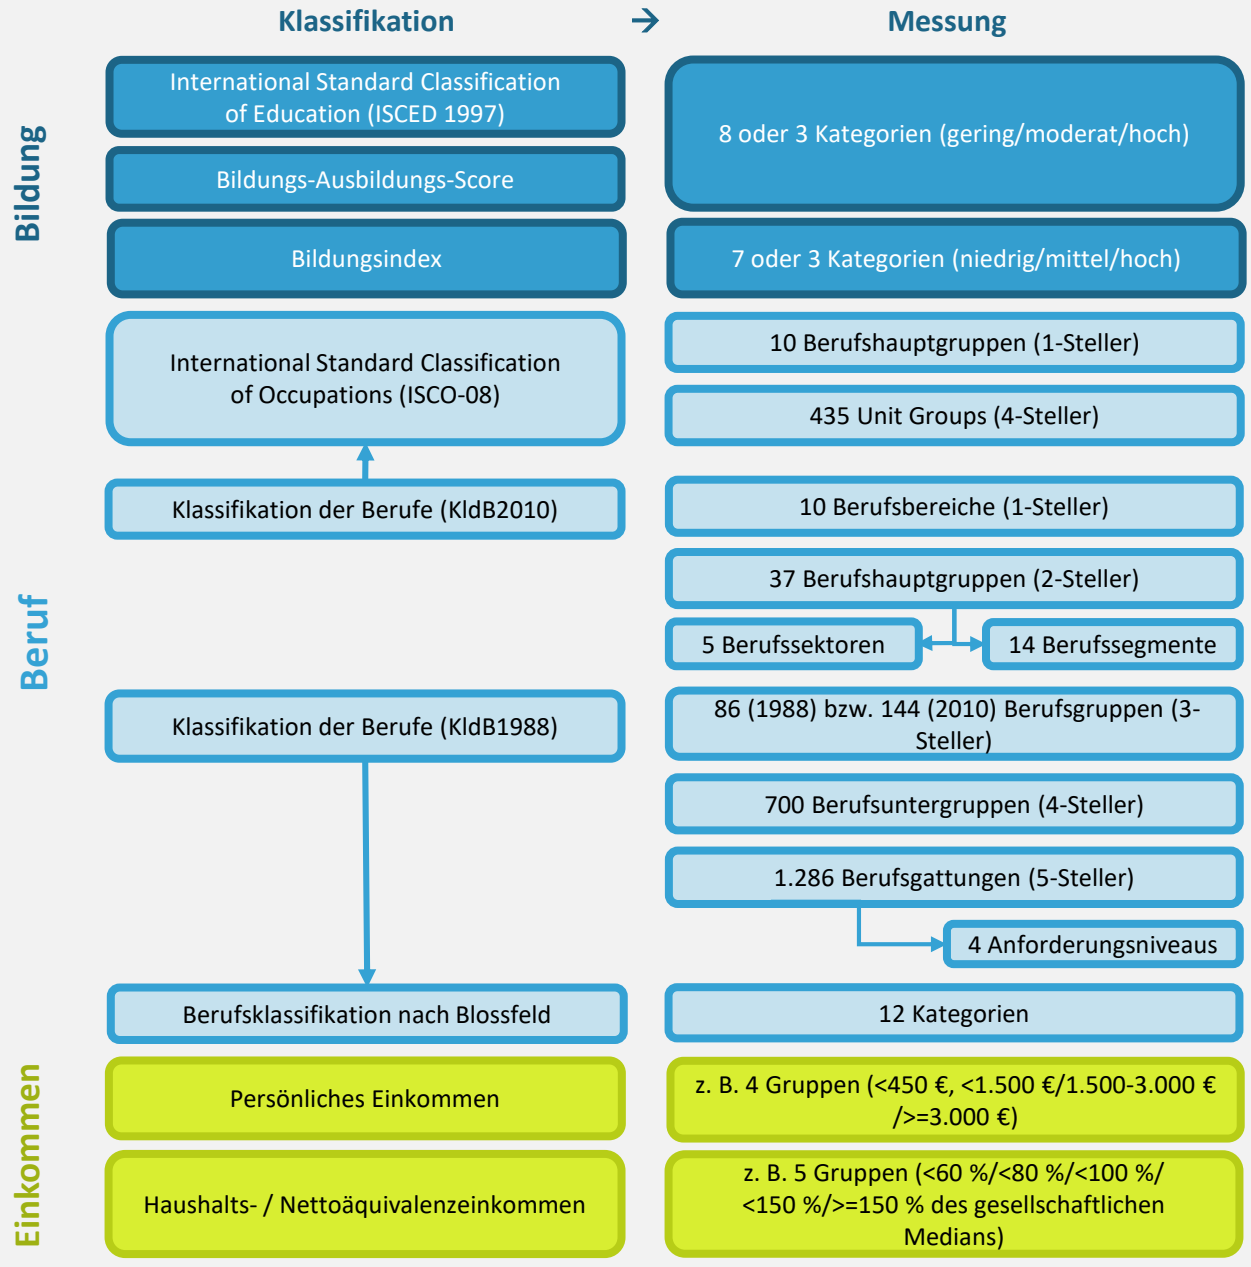 Klassifikation → Messung
Bildung
International Standard Classification
of Education (ISCED 1997)
8 oder 3 Kategorien (gering/moderat/hoch)
Bildungs-Ausbildungs-Score
Bildungsindex
7 oder 3 Kategorien (niedrig/mittel/hoch)
Beruf
International Standard Classification
of Occupations (ISCO-08)
10 Berufshauptgruppen (1-Steller)
435 Unit Groups (4-Steller)
Klassifikation der Berufe (KldB2010)
10 Berufsbereiche (1-Steller)
37 Berufshauptgruppen (2-Steller)
5 Berufssektoren
14 Berufssegmente
Klassifikation der Berufe (KldB1988)
86 (1988) bzw. 144 (2010) Berufsgruppen (3-
Steller)
700 Berufsuntergruppen (4-Steller)
1.286 Berufsgattungen (5-Steller)
4 Anforderungsniveaus
Berufsklassifikation nach Blossfeld
12 Kategorien
Einkommen
Persönliches Einkommen
z. B. 4 Gruppen (<450 €, <1.500 €/1.500-3.000 €
/>=3.000 €)
Haushalts- / Nettoäquivalenzeinkommen
z. B. 5 Gruppen (<60 %/<80 %/<100 %/
<150 %/>=150 % des gesellschaftlichen
Medians)